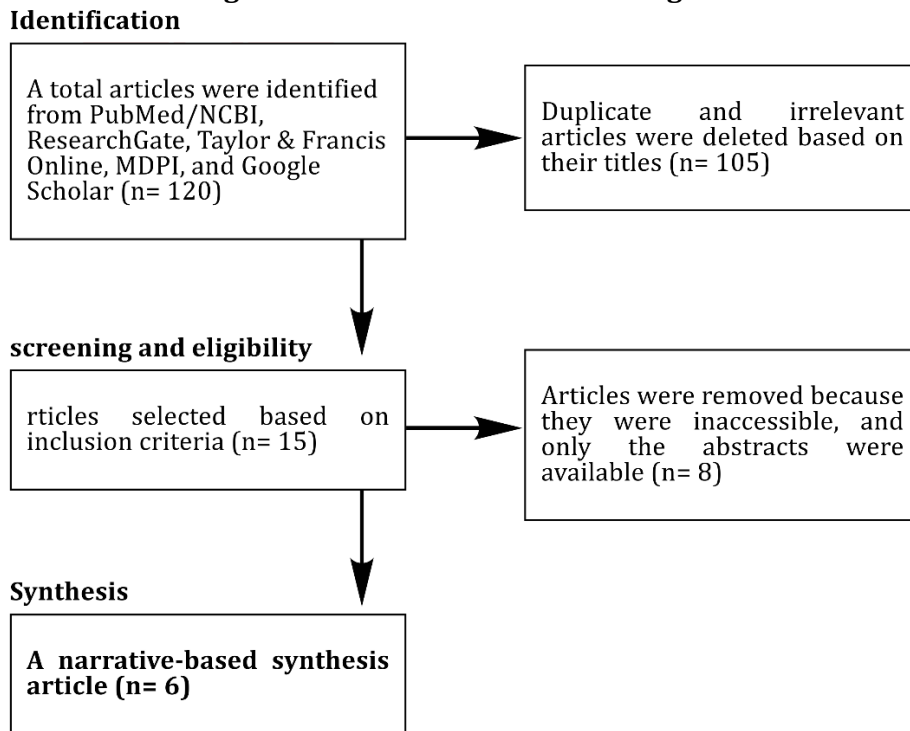 Identification
A total articles were identified
from PubMed/NCBI,
ResearchGate, Taylor & Francis
Online, MDPI, and Google
Scholar (n= 120)
Duplicate and irrelevant
articles were deleted based on
their titles (n= 105)
screening and eligibility
rticles selected based on
inclusion criteria (n= 15)
Articles were removed because
they were inaccessible, and
only the abstracts were
available (n= 8)
Synthesis
A narrative-based synthesis
article (n= 6)